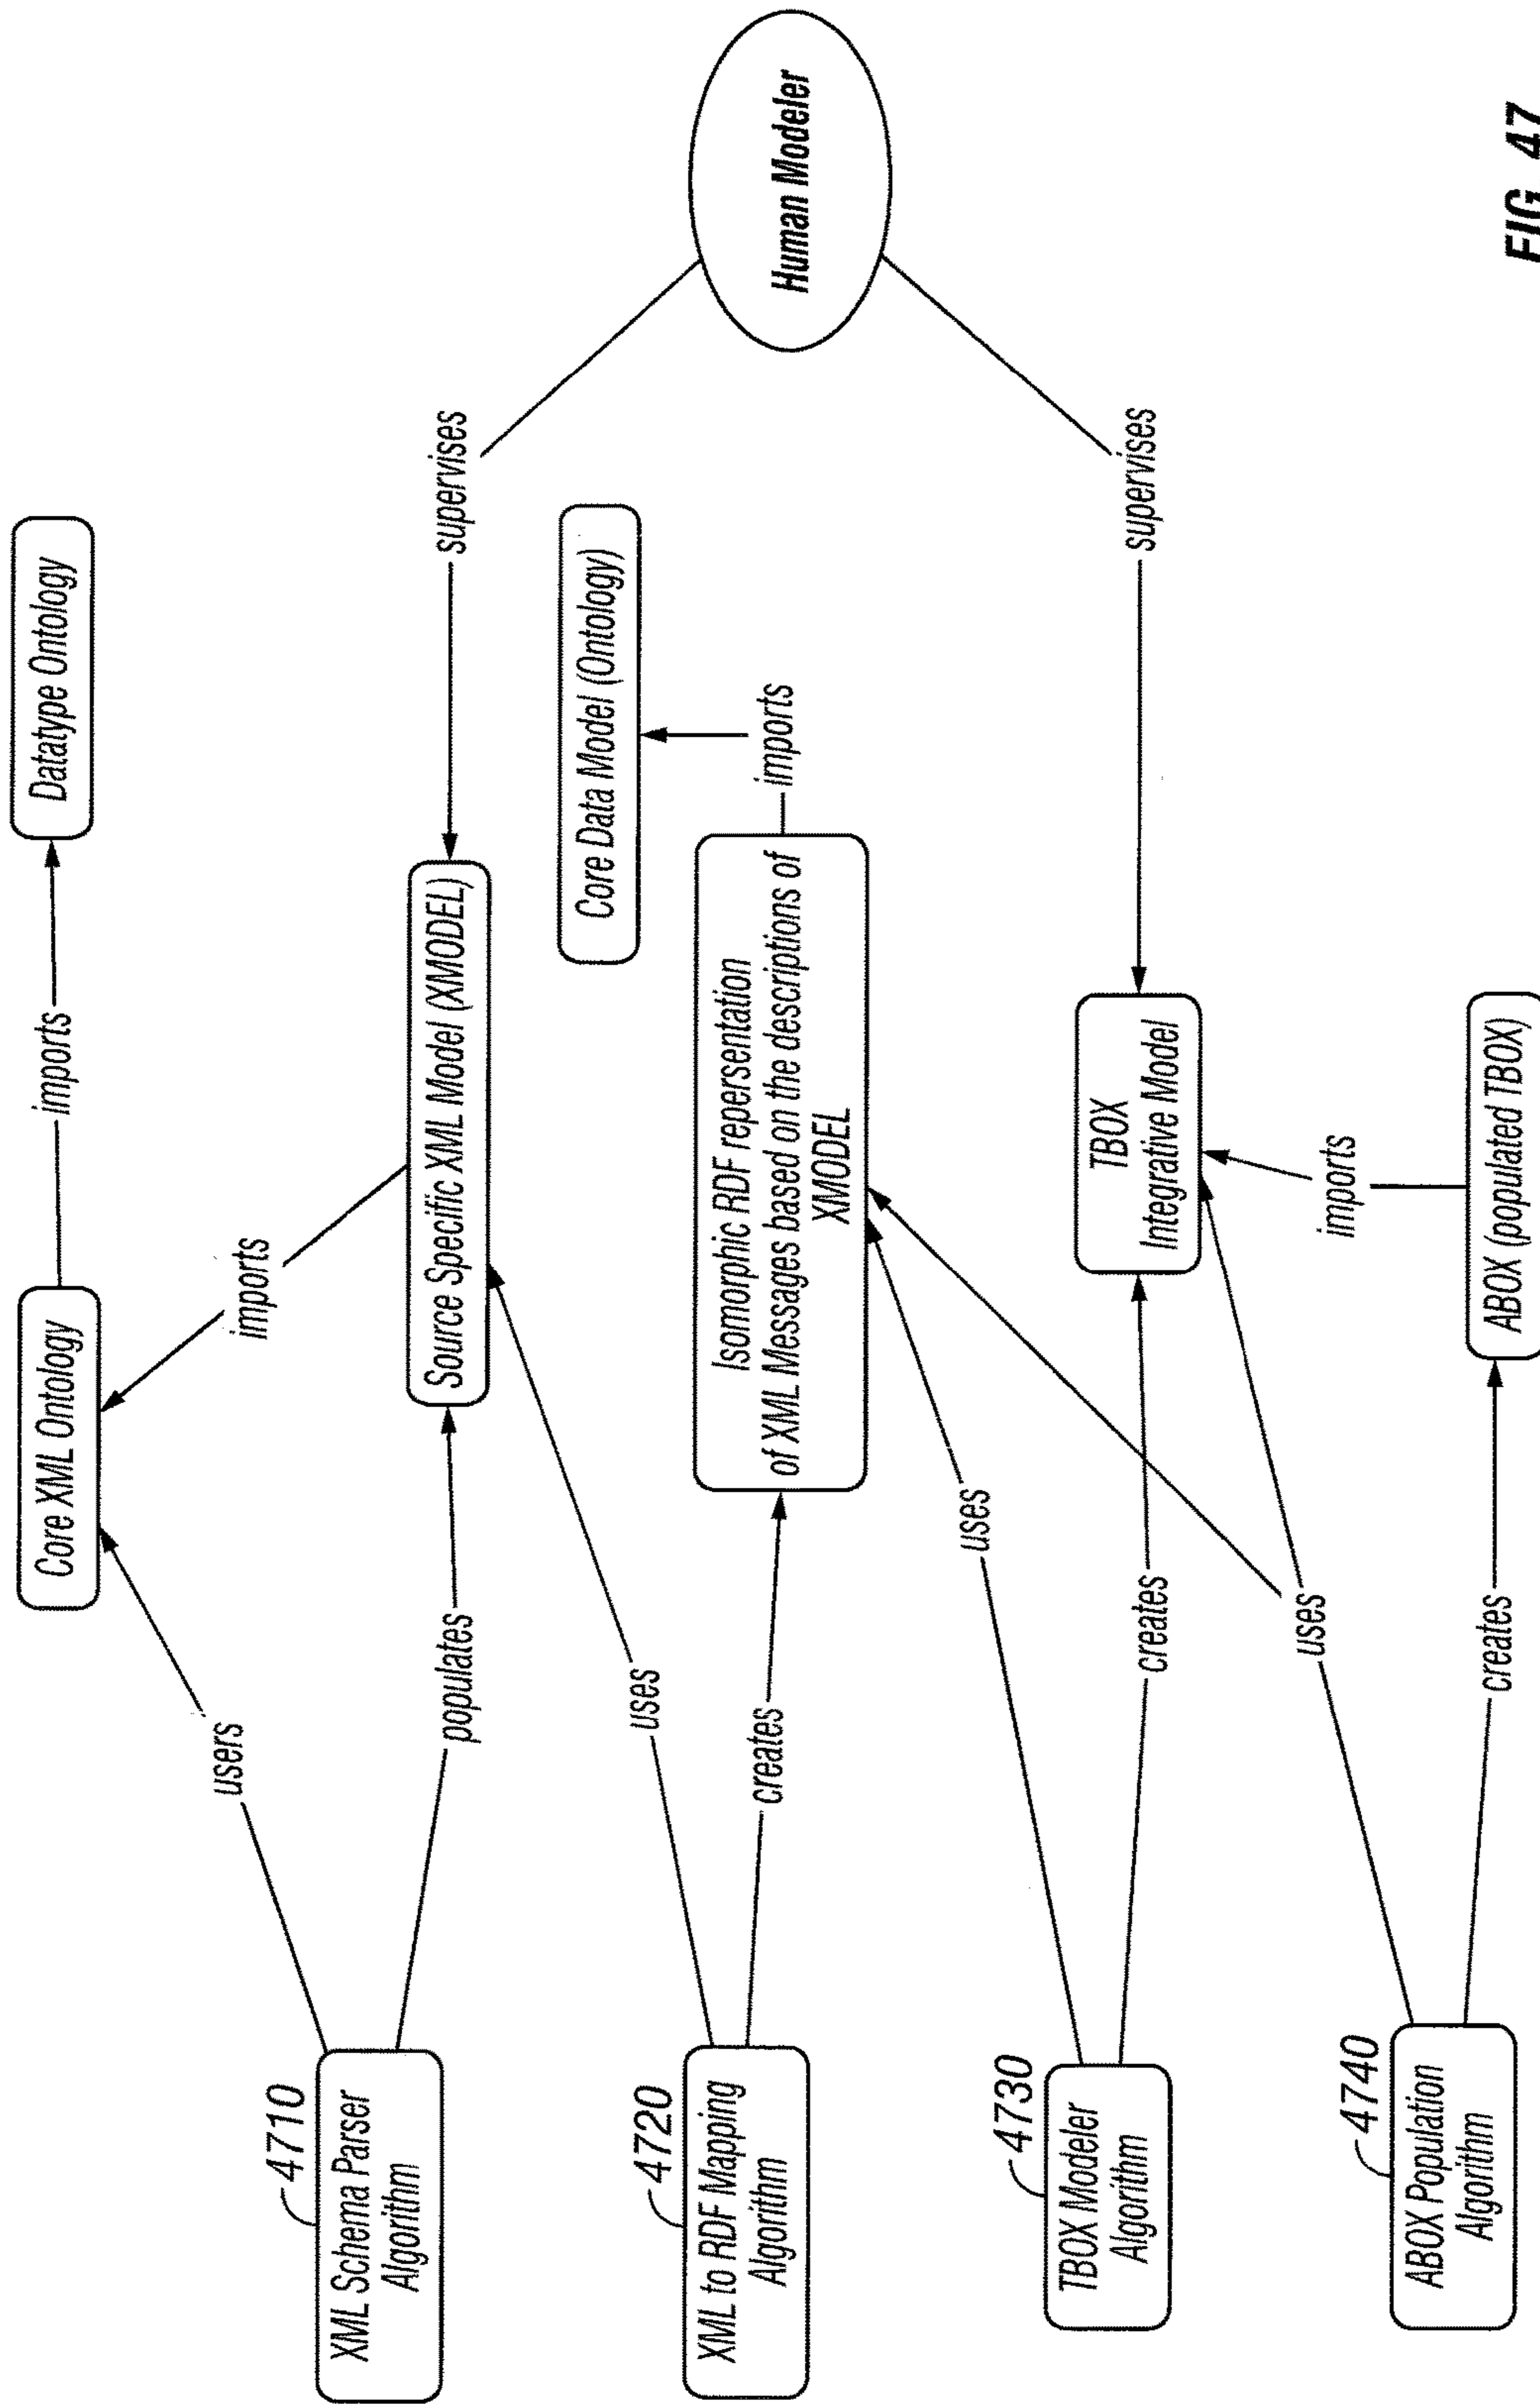 Datatype Ontology
imports
Core XML Ontology
users
imports
4710
XML Schema Parser
Algorithm
populates
Source Specific XML Model (XMODEL)
supervises
Human Modeler
uses
Core Data Model (Ontology)
imports
4720
XML to RDF Mapping
Algorithm
creates
Isomorphic RDF repersentation
of XML Messages based on the descriptions of
XMODEL
uses
4730
TBOX Modeler
Algorithm
creates
TBOX
Integrative Model
supervises
uses
imports
4740
ABOX Population
Algorithm
creates
ABOX (populated TBOX)
FIG. 47